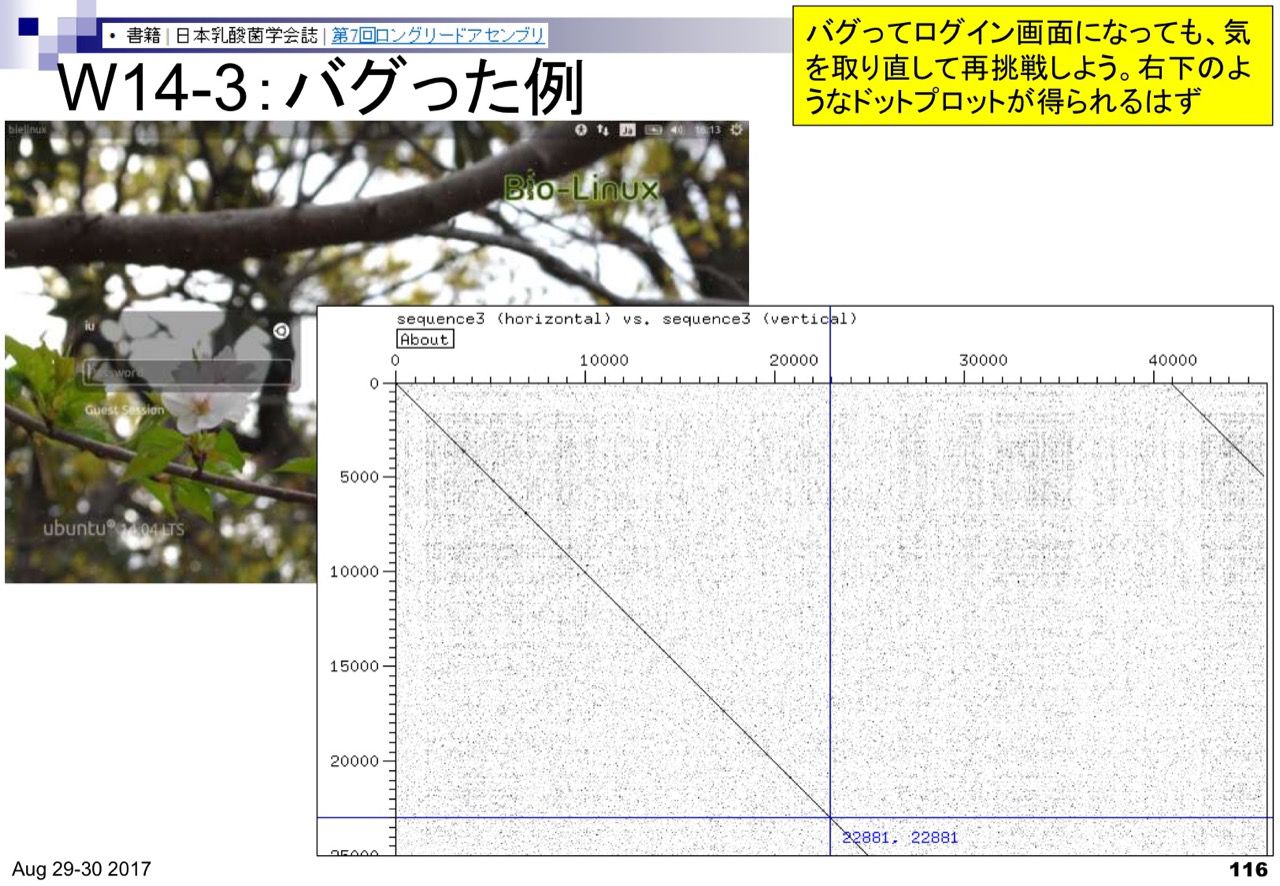 • 書籍 | 日本乳酸菌学会誌 | 第7回ロングリードアセンブリ
W14-3：バグった例
バグってログイン画面になっても、気
を取り直して再挑戦しよう。右下のよ
うなドットプロットが得られるはず
biolinux
Ja
16:13
Bio-Linux
iu
Password
Guest Session
ubuntu® 14.04 LTS
sequence3 (horizontal) vs. sequence3 (vertical)
About
0 10000 20000 30000 40000
0
5000
10000
15000
20000
22881, 22881
25000
Aug 29-30 2017
116